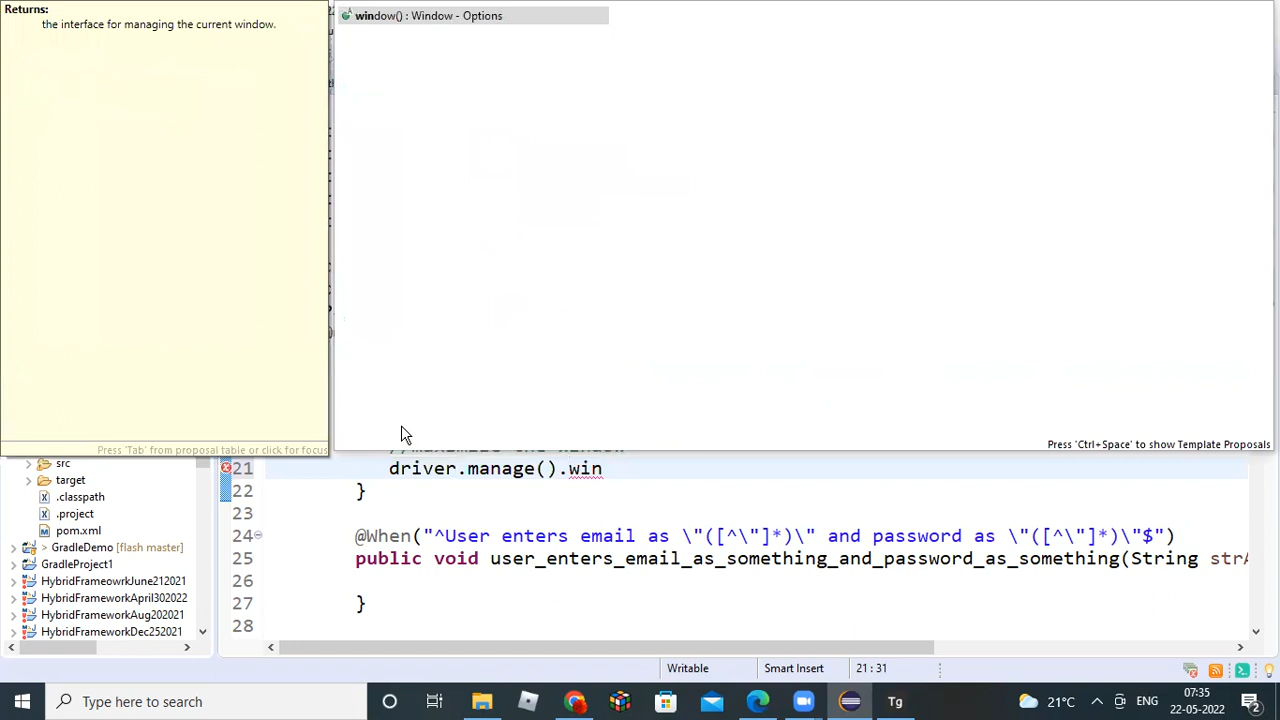 Returns:
the interface for managing the current window.
window() : Window - Options
Press 'Tab' from proposal table or click for focus
Press 'Ctrl+Space' to show Template Proposals
src
target
.classpath
.project
pom.xml
GradleDemo [flash master]
GradleProject1
HybridFrameowrkJune212021
HybridFrameworkApril302022
HybridFrameworkAug202021
HybridFrameworkDec252021
21 driver.manage().win
22 }
23
24 @When("^User enters email as \"([^\"]*)\" and password as \"([^\"]*)\"$")
25 public void user_enters_email_as_something_and_password_as_something(String strA
26
27 }
28
Writable
Smart Insert
21 : 31
Type here to search
Tg
21°C
ENG
07:35
22-05-2022
2